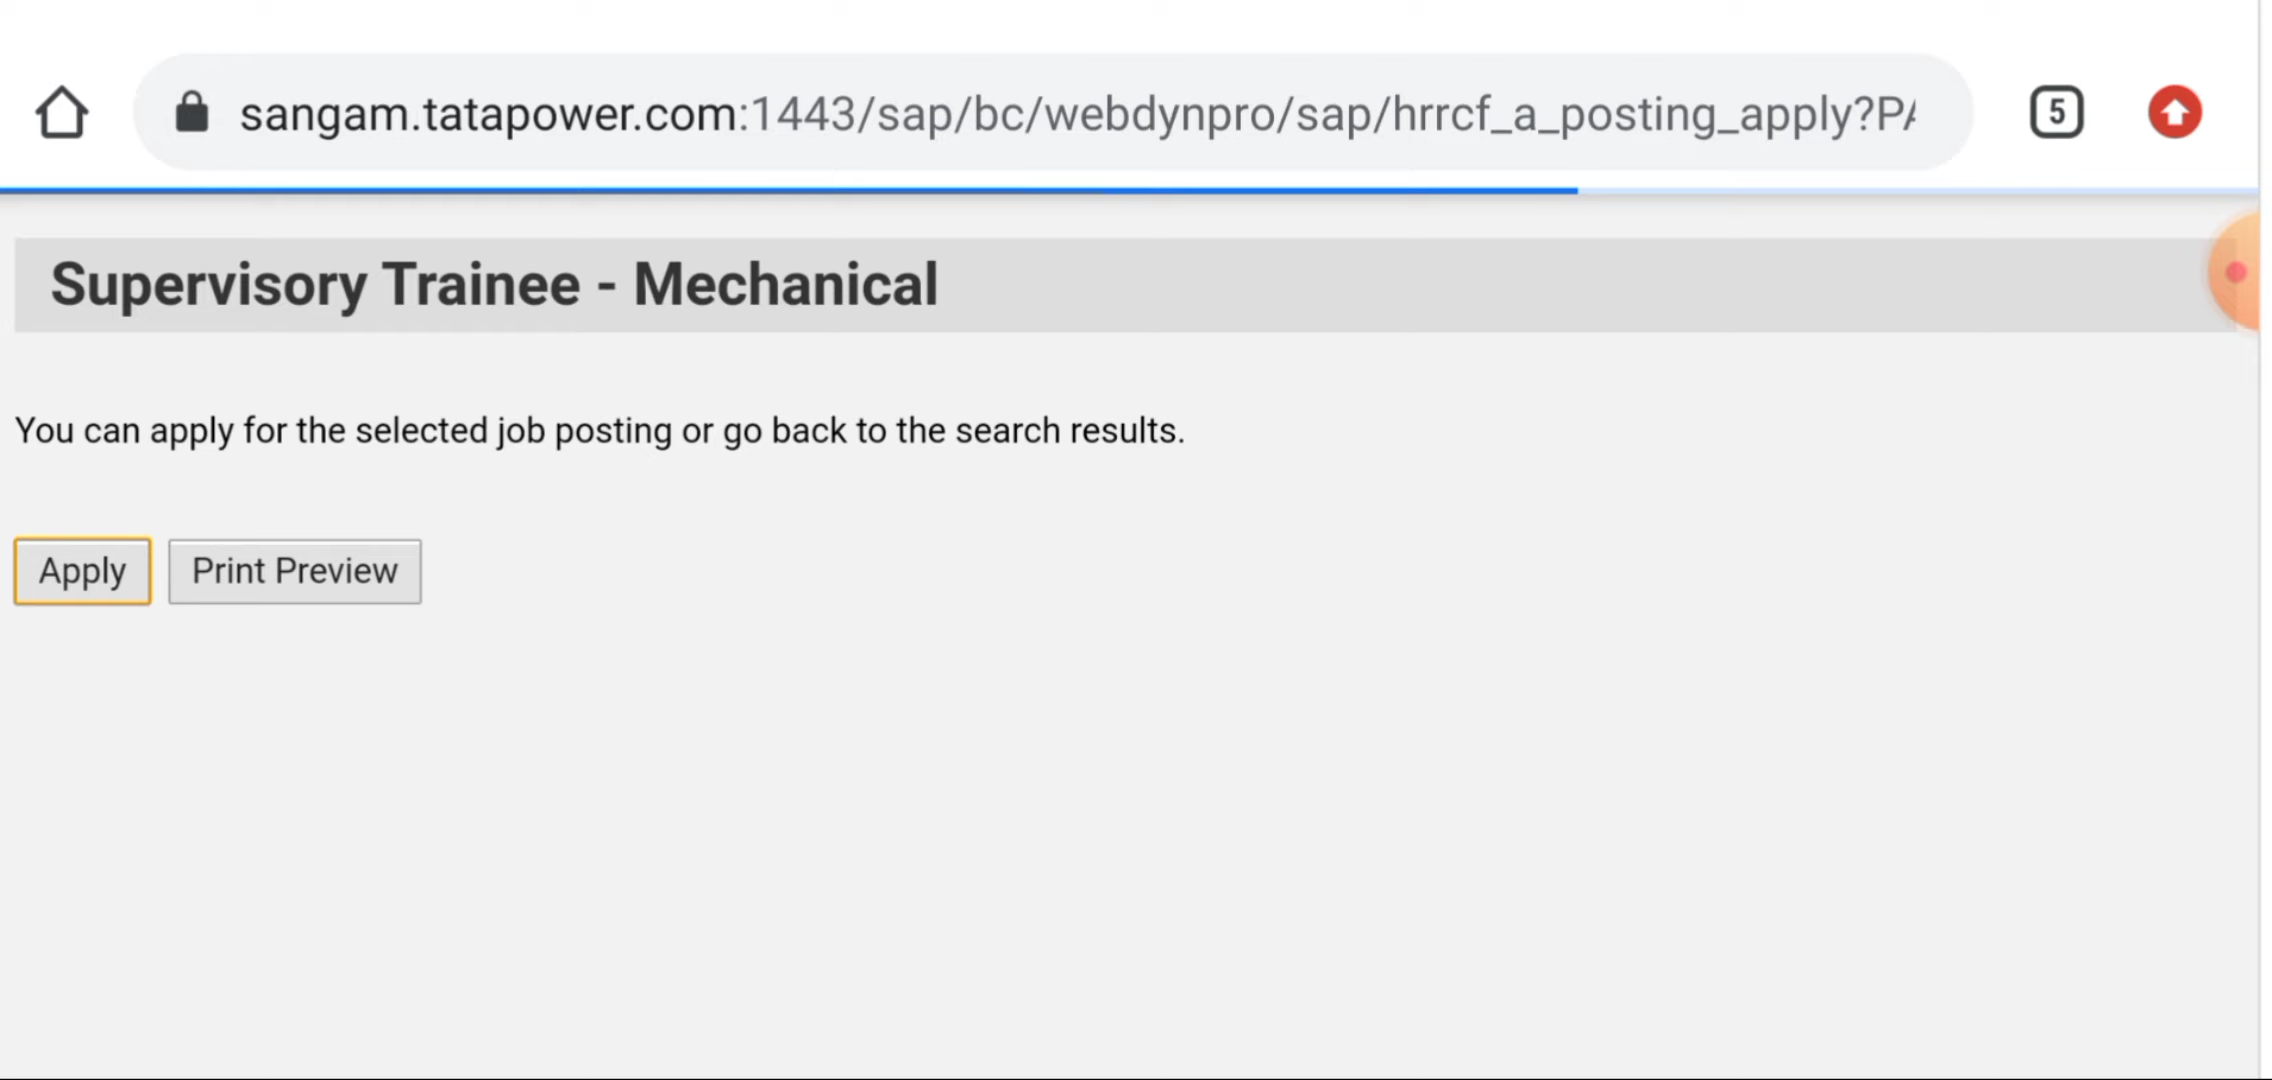 sangam.tatapower.com:1443/sap/bc/webdynpro/sap/hrrcf_a_posting_apply?PA
5
Supervisory Trainee - Mechanical
You can apply for the selected job posting or go back to the search results.
Apply
Print Preview